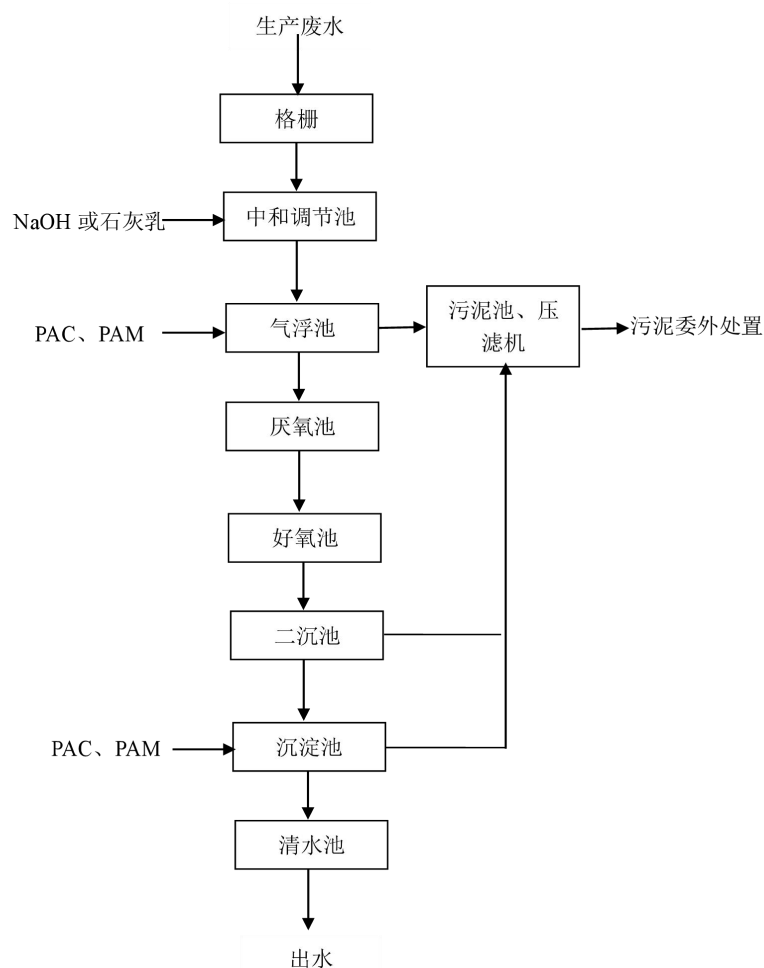 生产废水
格栅
NaOH 或石灰乳
中和调节池
PAC、PAM
气浮池
污泥池、压
滤机
污泥委外处置
厌氧池
好氧池
二沉池
PAC、PAM
沉淀池
清水池
出水